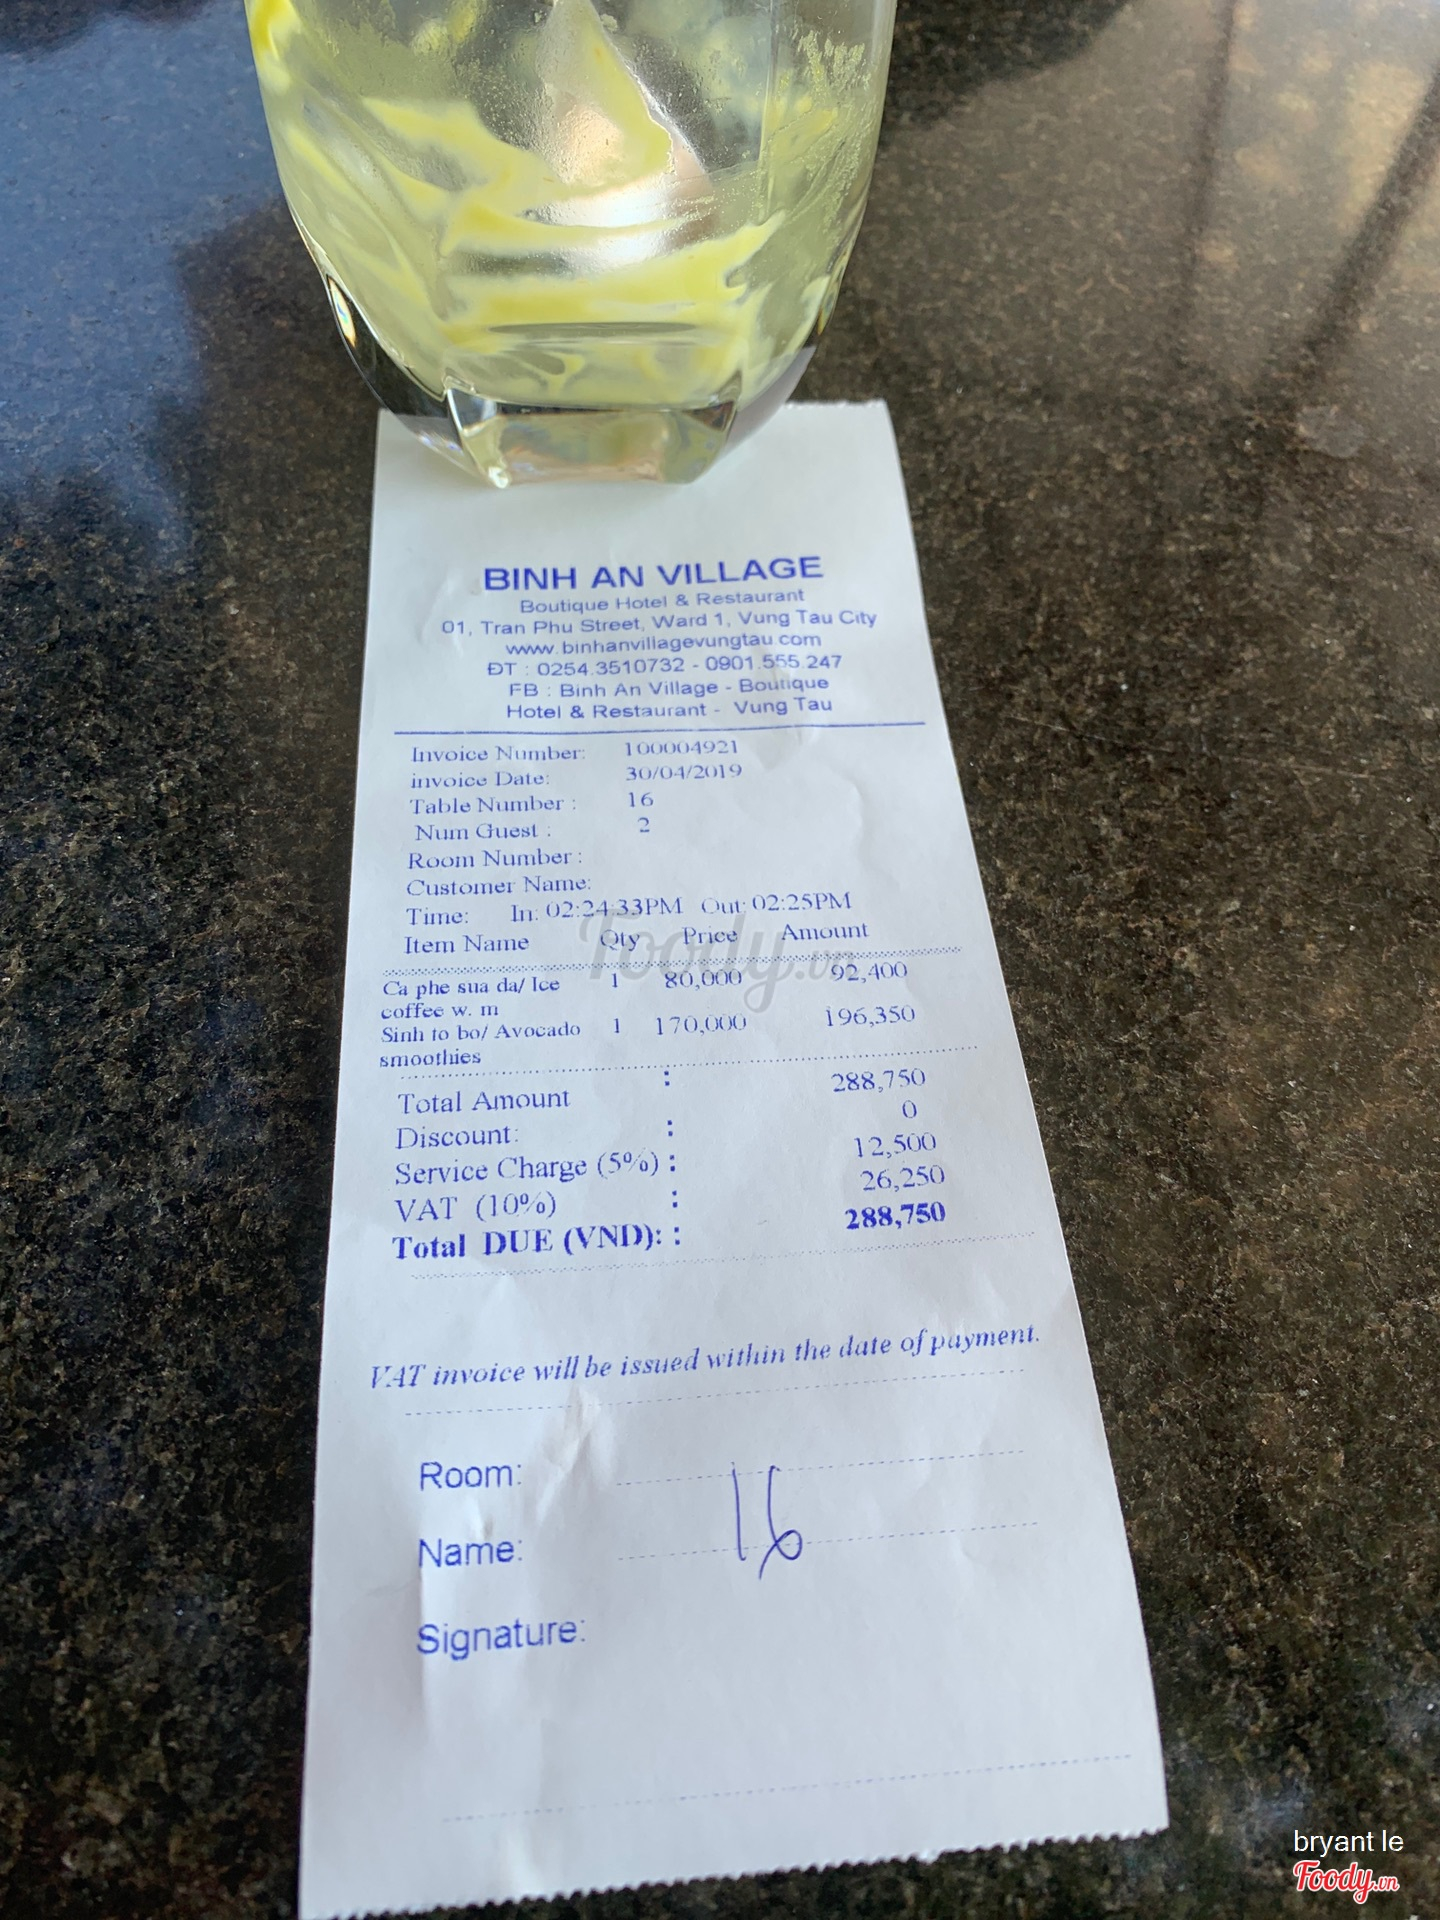 BINH AN VILLAGE
Boutique Hotel & Restaurant
01, Tran Phu Street, Ward 1, Vung Tau City
www.binhanvillagevungtau.com
ĐT : 0254.3510732 - 0901.555.247
FB : Binh An Village - Boutique
Hotel & Restaurant - Vung Tau
Invoice Number: 100004921
invoice Date: 30/04/2019
Table Number : 16
Num Guest : 2
Room Number :
Customer Name:
Time: In: 02:24:33PM Out: 02:25PM
Item Name Qty Price Amount
Foody.vn
Ca phe sua da/ Ice 1 80,000 92,400
coffee w. m
Sinh to bo/ Avocado 1 170,000 196,350
smoothies
Total Amount : 288,750
Discount: : 0
Service Charge (5%) : 12,500
VAT (10%) : 26,250
Total DUE (VND): : 288,750
VAT invoice will be issued within the date of payment.
Room:
16
Name:
Signature:
bryant le
Foody.vn